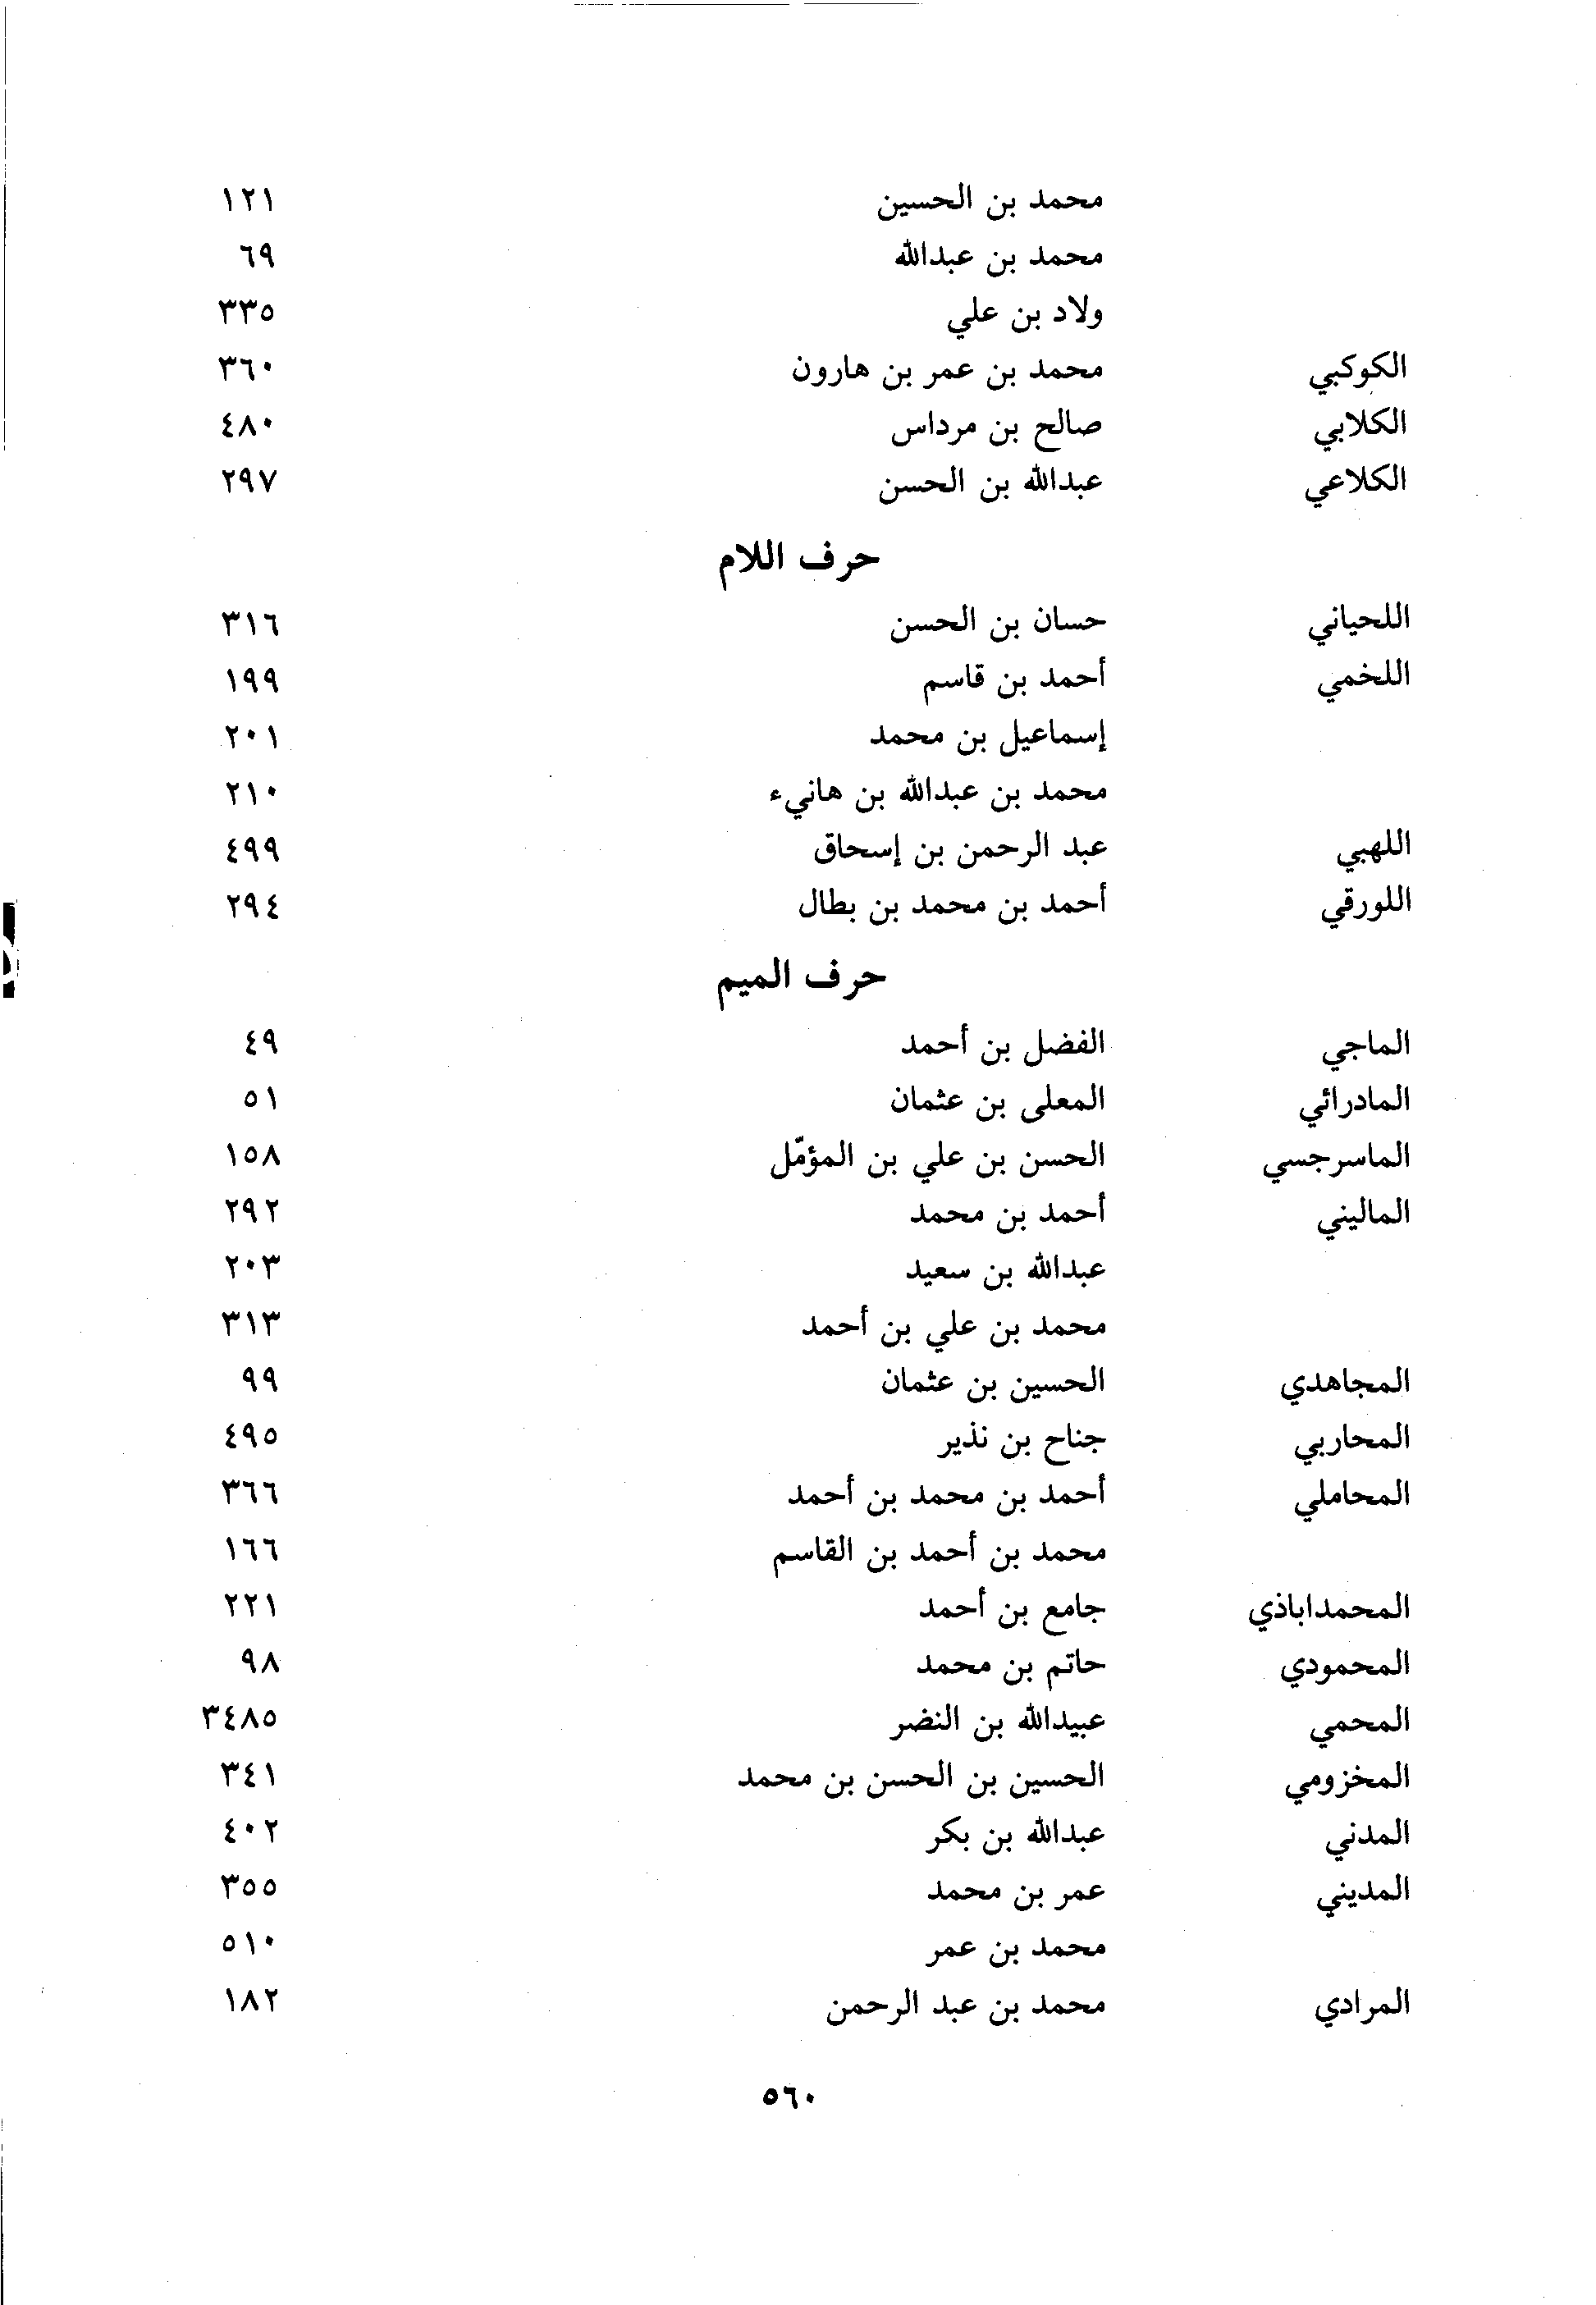 محمد بن الحسين ١٢١
محمد بن عبدالله ٦٩
ولاد بن علي ٣٣٥
الكوكبي محمد بن عمر بن هارون ٣٦٠
الكلابي صالح بن مرداس ٤٨٠
الكلاعي عبدالله بن الحسن ٢٩٧
حرف اللام
اللحياني حسان بن الحسن ٣١٦
اللخمي أحمد بن قاسم ١٩٩
إسماعيل بن محمد ٢٠١
محمد بن عبدالله بن هانيء ٢١٠
اللهبي عبد الرحمن بن إسحاق ٤٩٩
اللورقي أحمد بن محمد بن بطال ٢٩٤
حرف الميم
الماجي الفضل بن أحمد ٤٩
المادرائي المعلى بن عثمان ٥١
الماسرجسي الحسن بن علي بن المؤمّل ١٥٨
الماليني أحمد بن محمد ٢٩٢
عبدالله بن سعيد ٢٠٣
محمد بن علي بن أحمد ٣١٣
المجاهدي الحسين بن عثمان ٩٩
المحاربي جناح بن نذير ٤٩٥
المحاملي أحمد بن محمد بن أحمد ٣٦٦
محمد بن أحمد بن القاسم ١٦٦
المحمداباذي جامع بن أحمد ٢٢١
المحمودي حاتم بن محمد ٩٨
المحمي عبيدالله بن النضر ٣٤٨٥
المخزومي الحسين بن الحسن بن محمد ٣٤١
المدني عبدالله بن بكر ٤٠٢
المديني عمر بن محمد ٣٥٥
محمد بن عمر ٥١٠
المرادي محمد بن عبد الرحمن ١٨٢
٥٦٠